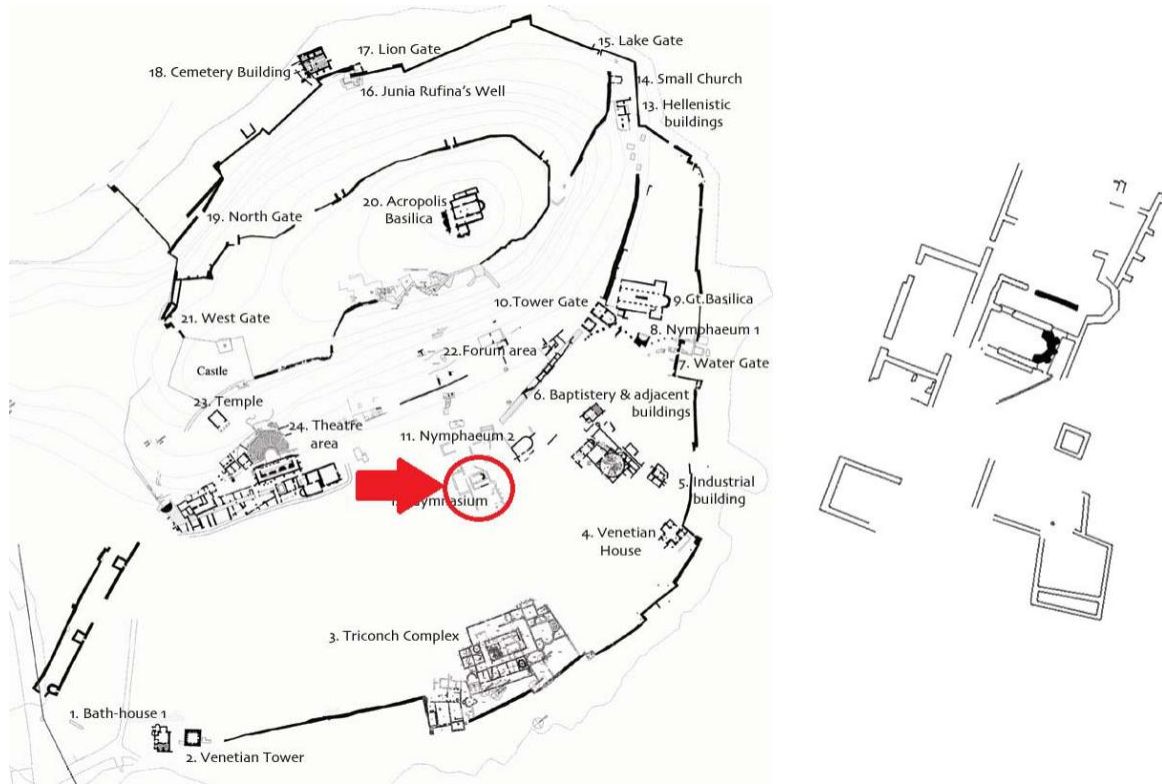 15. Lake Gate
17. Lion Gate
18. Cemetery Building
14. Small Church
16. Junia Rufina's Well
13. Hellenistic
buildings
20. Acropolis
Basilica
19. North Gate
10.Tower Gate
9.Gt.Basilica
21. West Gate
8. Nymphaeum 1
22.Forum area
7. Water Gate
Castle
6. Baptistery & adjacent
buildings
23. Temple
24. Theatre
area
11. Nymphaeum 2
5. Industrial
building
4. Venetian
House
3. Triconch Complex
1. Bath-house 1
2. Venetian Tower